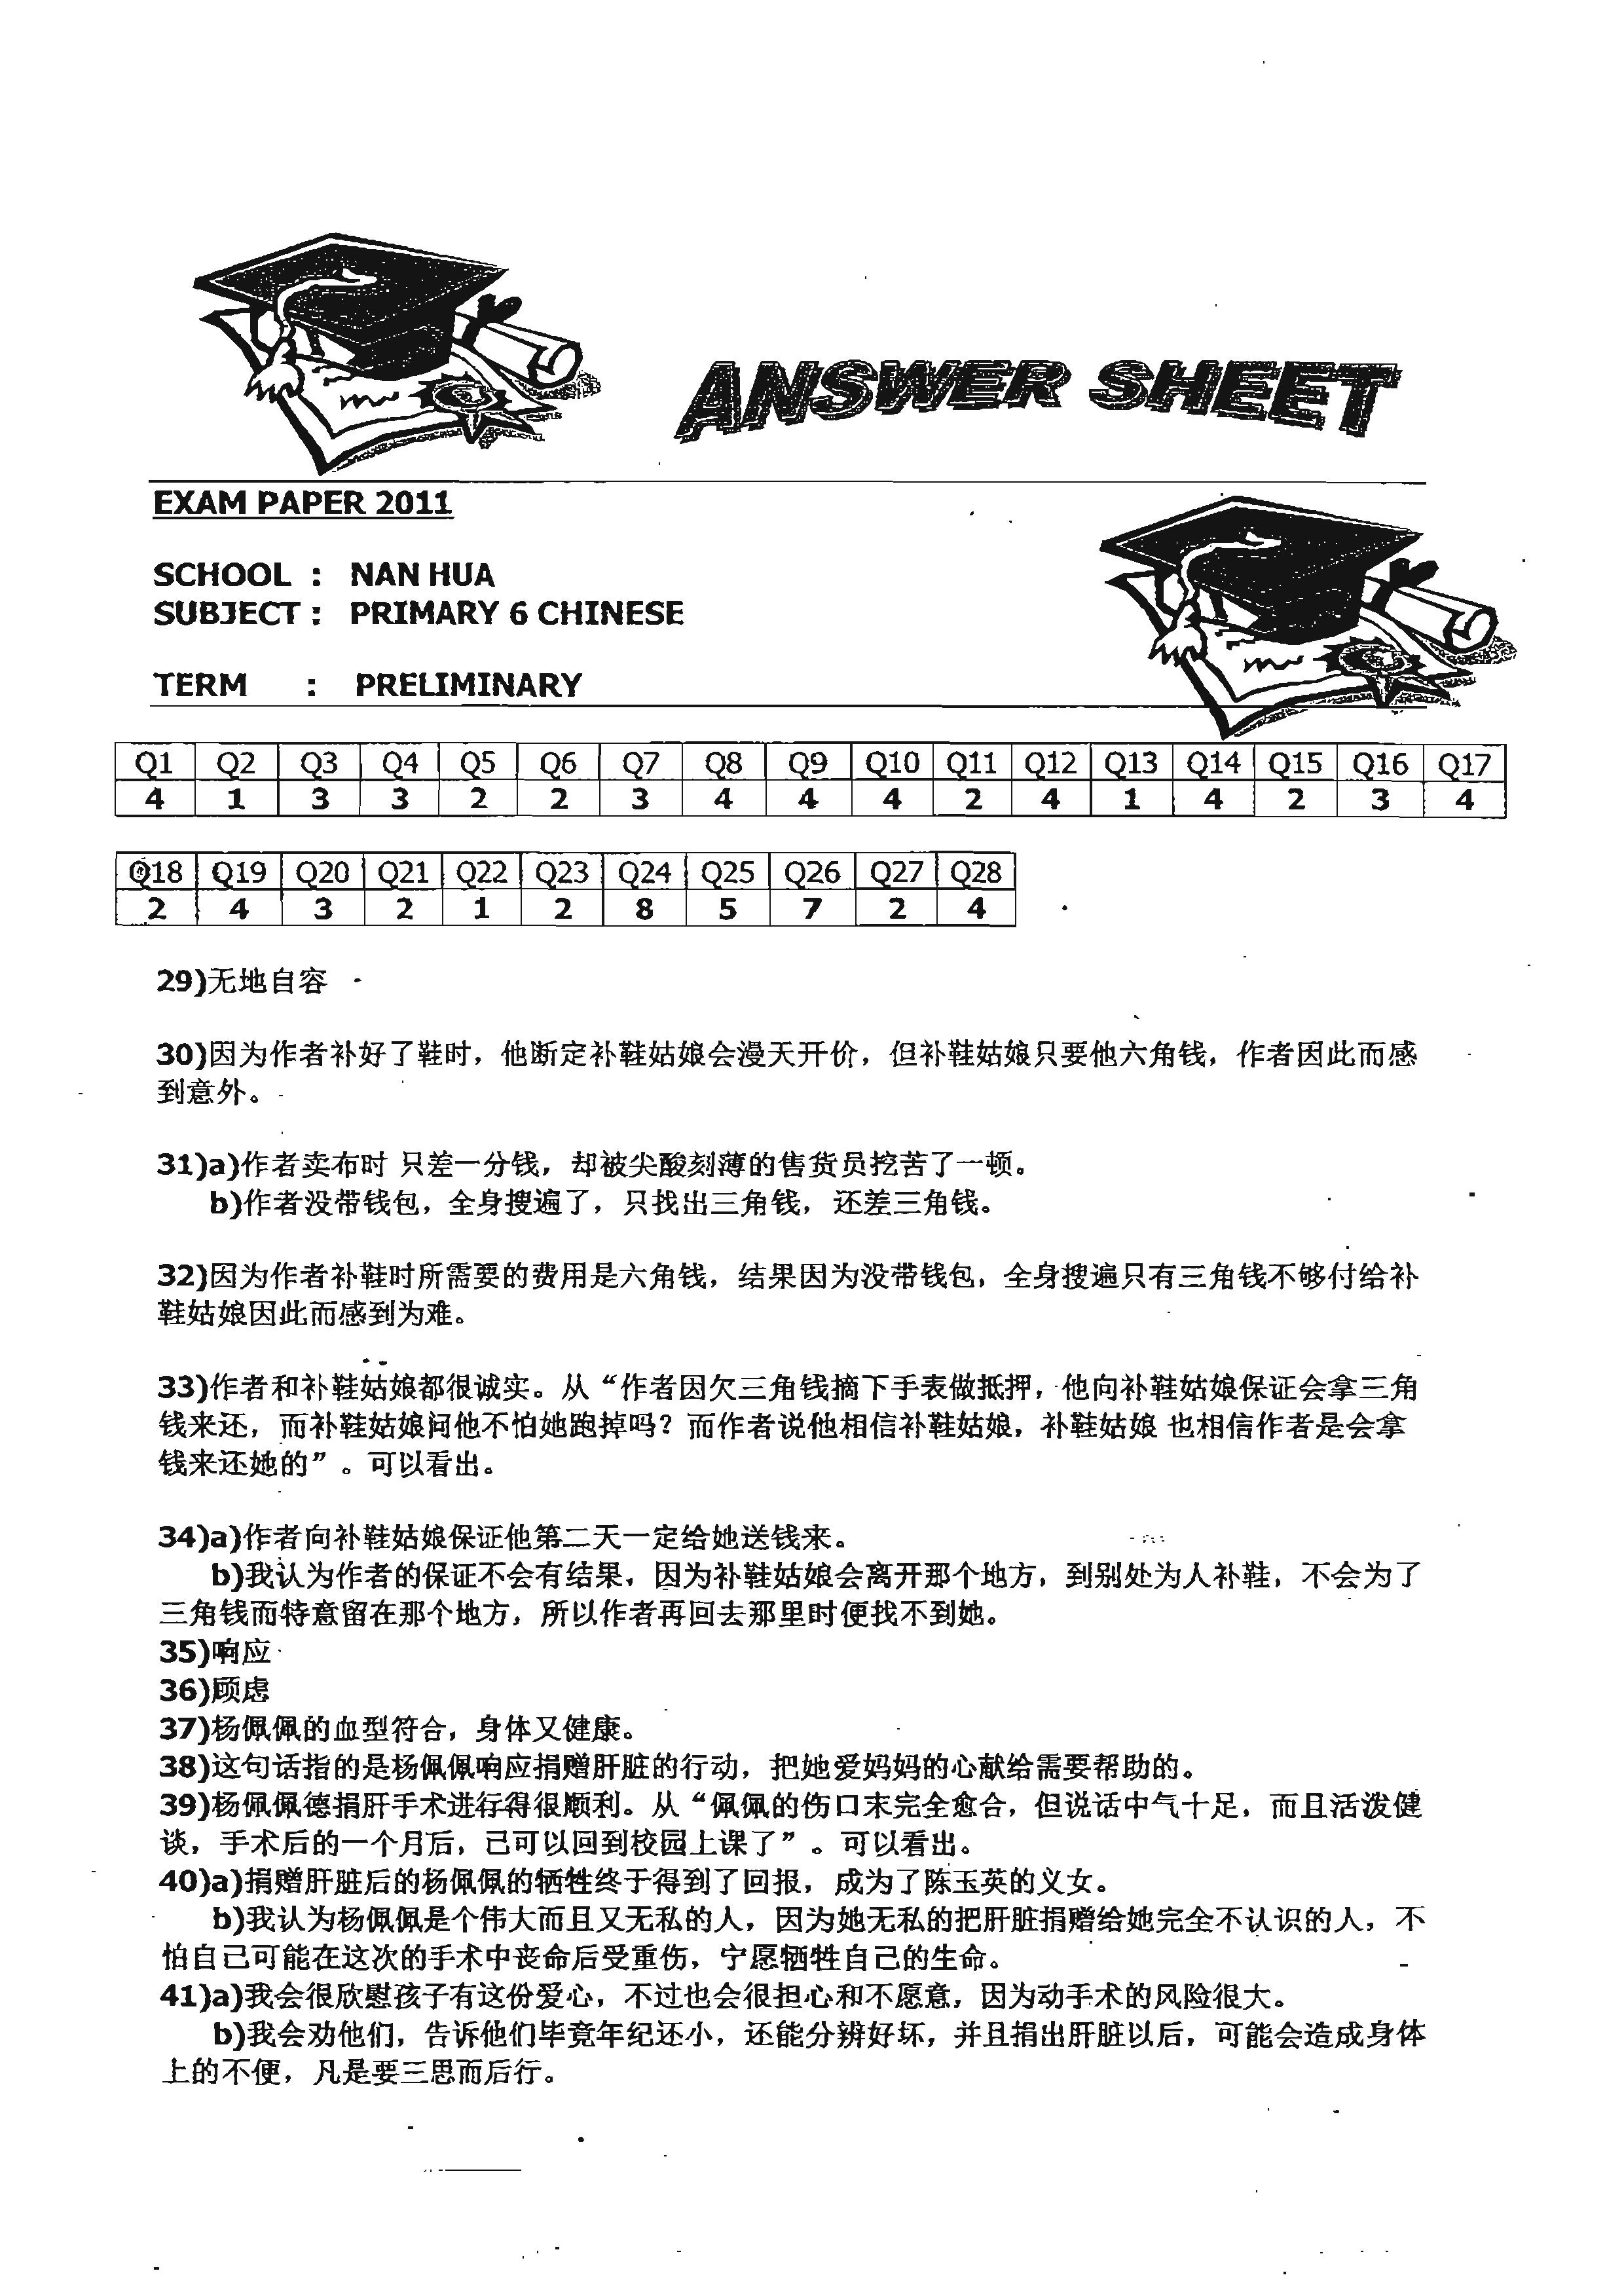 ANSWER SHEET
EXAM PAPER 2011
SCHOOL : NAN HUA
SUBJECT : PRIMARY 6 CHINESE
TERM : PRELIMINARY
Q1 Q2 Q3 Q4 Q5 Q6 Q7 Q8 Q9 Q10 Q11 Q12 Q13 Q14 Q15 Q16 Q17
4 1 3 3 2 2 3 4 4 4 2 4 1 4 2 3 4
Q18 Q19 Q20 Q21 Q22 Q23 Q24 Q25 Q26 Q27 Q28
2 4 3 2 1 2 8 5 7 2 4
29)无地自容
30)因为作者补好了鞋时，他断定补鞋姑娘会漫天开价，但补鞋姑娘只要他六角钱，作者因此而感
到意外。
31)a)作者卖布时 只差一分钱，却被尖酸刻薄的售货员挖苦了一顿。
b)作者没带钱包，全身搜遍了，只找出三角钱，还差三角钱。
32)因为作者补鞋时所需要的费用是六角钱，结果因为没带钱包，全身搜遍只有三角钱不够付给补
鞋姑娘因此而感到为难。
33)作者和补鞋姑娘都很诚实。从“作者因欠三角钱摘下手表做抵押，他向补鞋姑娘保证会拿三角
钱来还，而补鞋姑娘问他不怕她跑掉吗？而作者说他相信补鞋姑娘，补鞋姑娘 也相信作者是会拿
钱来还她的”。可以看出。
34)a)作者向补鞋姑娘保证他第二天一定给她送钱来。
b)我认为作者的保证不会有结果，因为补鞋姑娘会离开那个地方，到别处为人补鞋，不会为了
三角钱而特意留在那个地方，所以作者再回去那里时便找不到她。
35)响应
36)顾虑
37)杨佩佩的血型符合，身体又健康。
38)这句话指的是杨佩佩响应捐赠肝脏的行动，把她爱妈妈的心献给需要帮助的。
39)杨佩佩德捐肝手术进行得很顺利。从“佩佩的伤口末完全愈合，但说话中气十足，而且活泼健
谈，手术后的一个月后，已可以回到校园上课了”。可以看出。
40)a)捐赠肝脏后的杨佩佩的牺牲终于得到了回报，成为了陈玉英的义女。
b)我认为杨佩佩是个伟大而且又无私的人，因为她无私的把肝脏捐赠给她完全不认识的人，不
怕自己可能在这次的手术中丧命后受重伤，宁愿牺牲自己的生命。
41)a)我会很欣慰孩子有这份爱心，不过也会很担心和不愿意，因为动手术的风险很大。
b)我会劝他们，告诉他们毕竟年纪还小，还能分辨好坏，并且捐出肝脏以后，可能会造成身体
上的不便，凡是要三思而后行。